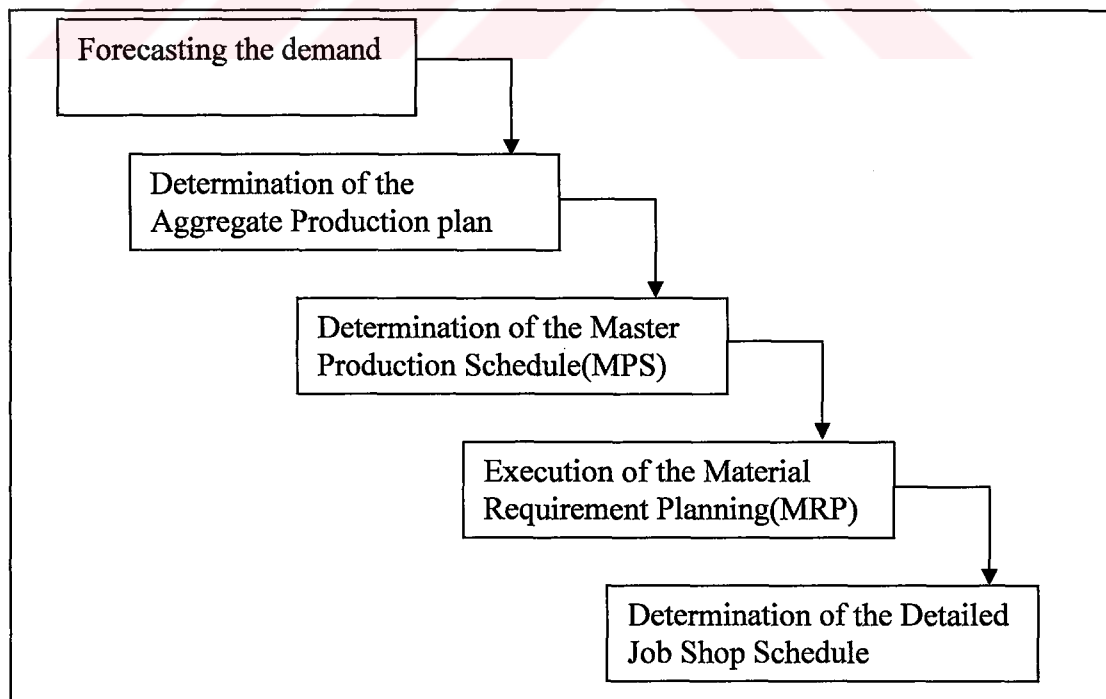 Forecasting the demand
Determination of the
Aggregate Production plan
Determination of the Master
Production Schedule(MPS)
Execution of the Material
Requirement Planning(MRP)
Determination of the Detailed
Job Shop Schedule